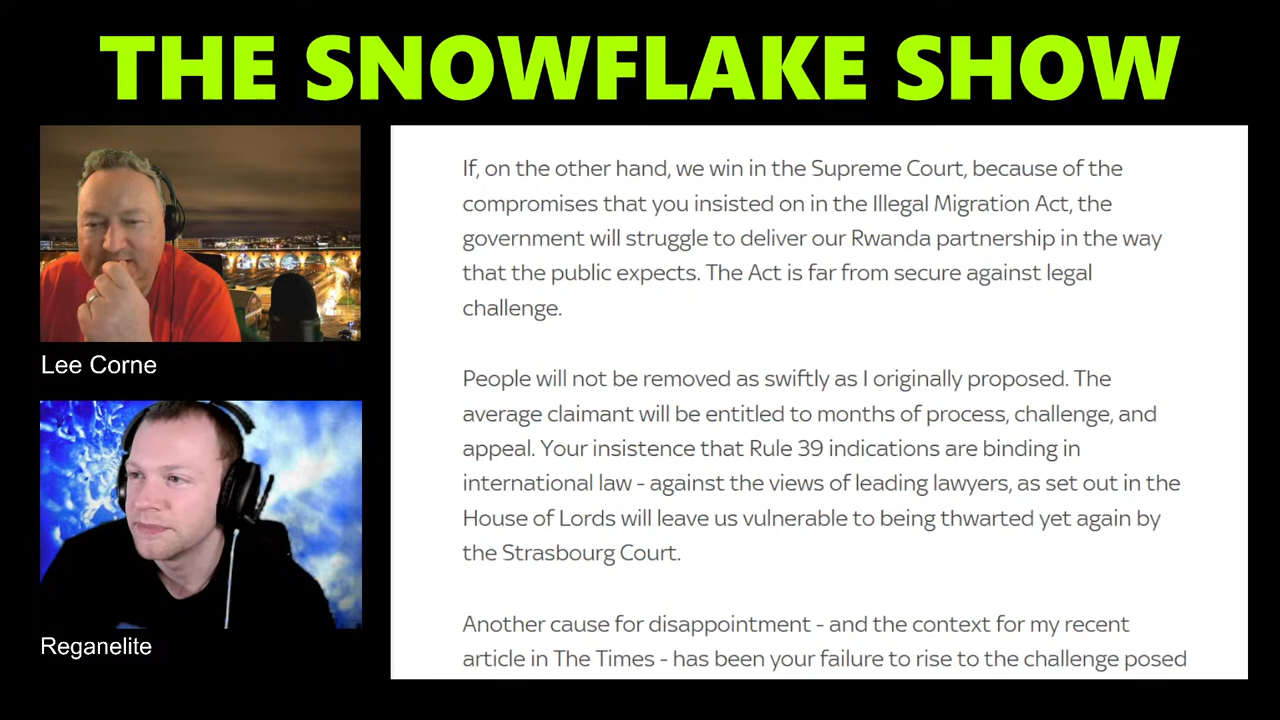 THE SNOWFLAKE SHOW
If, on the other hand, we win in the Supreme Court, because of the
compromises that you insisted on in the Illegal Migration Act, the
government will struggle to deliver our Rwanda partnership in the way
that the public expects. The Act is far from secure against legal
challenge.
People will not be removed as swiftly as I originally proposed. The
average claimant will be entitled to months of process, challenge, and
appeal. Your insistence that Rule 39 indications are binding in
international law - against the views of leading lawyers, as set out in the
House of Lords will leave us vulnerable to being thwarted yet again by
the Strasbourg Court.
Another cause for disappointment - and the context for my recent
article in The Times - has been your failure to rise to the challenge posed
Lee Corne
Reganelite